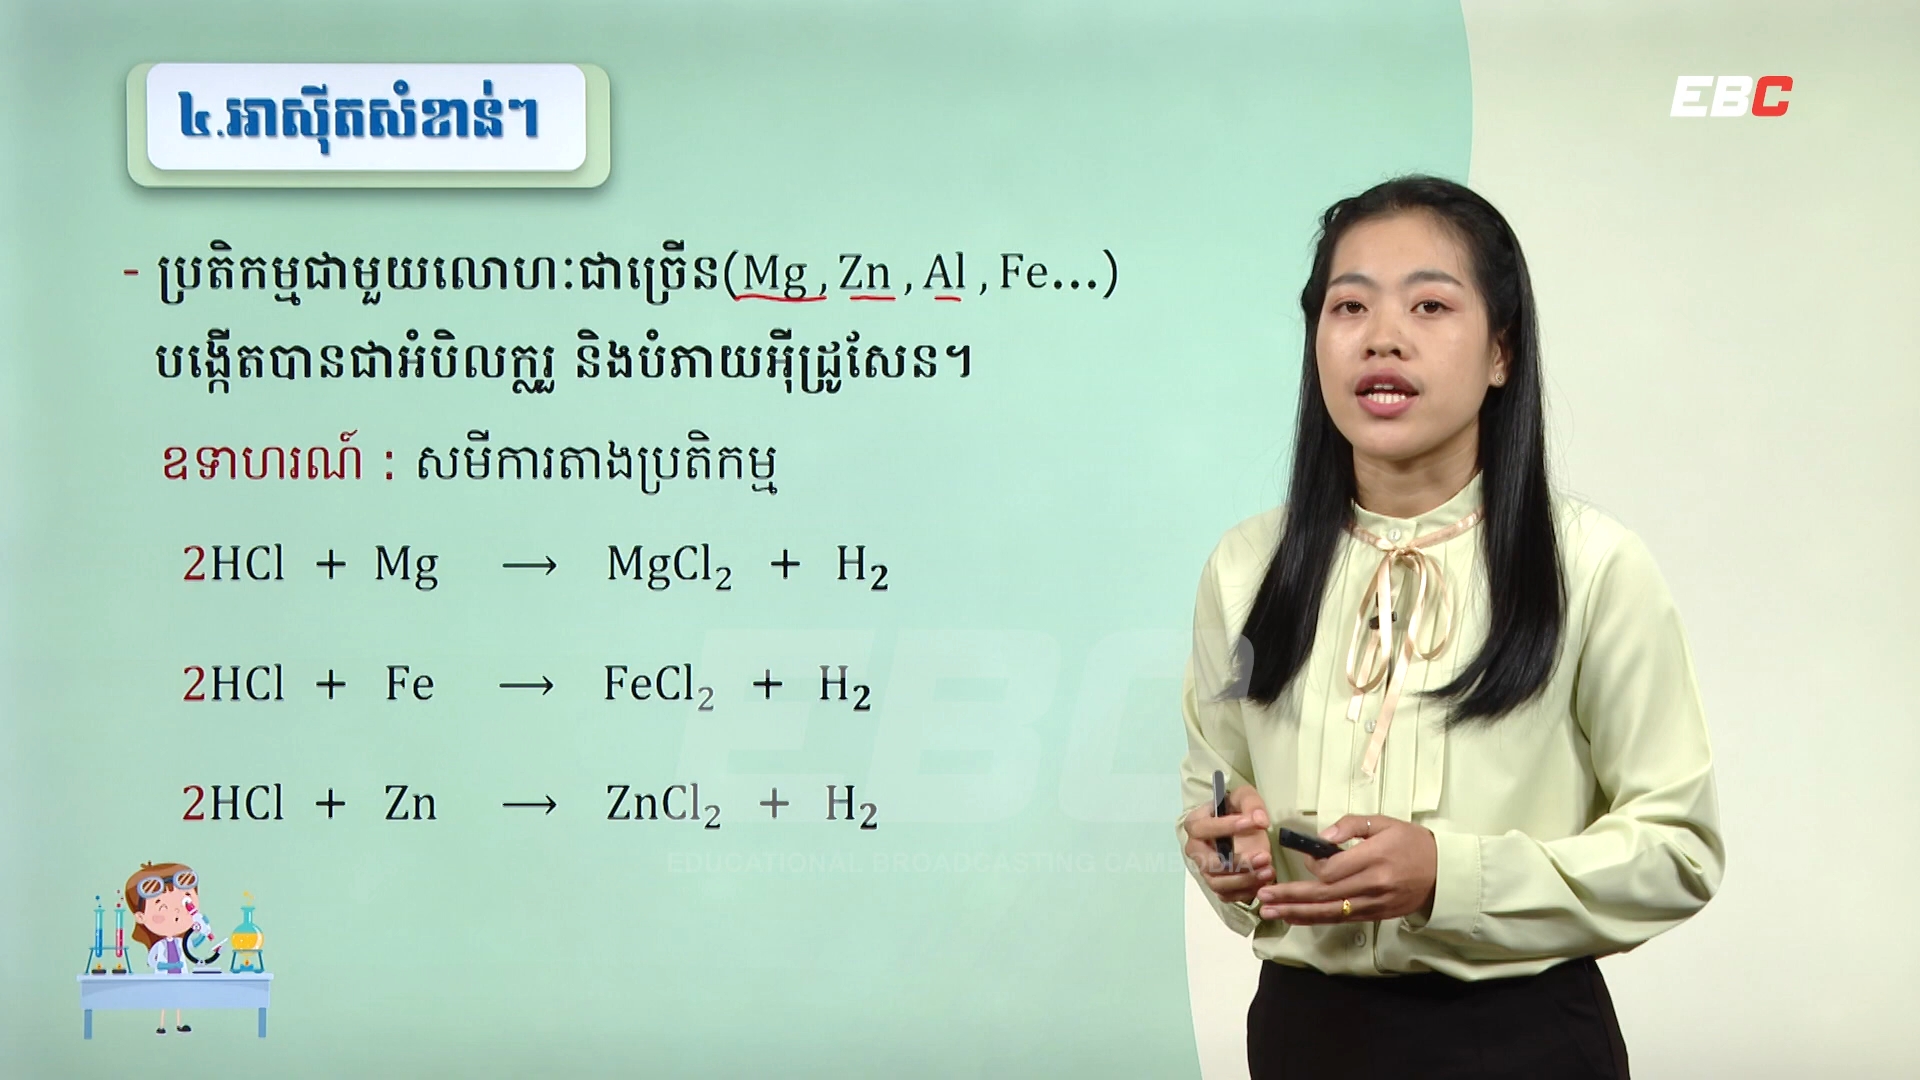 ៤.អាស៊ីតសំខាន់ៗ
EBC
- ប្រតិកម្មជាមួយលោហៈជាច្រើន(Mg , Zn , Al , Fe...)
បង្កើតបានជាអំបិលក្លរួ និងបំភាយអ៊ីដ្រូសែន។
ឧទាហរណ៍ : សមីការតាងប្រតិកម្ម
2HCl + Mg ⟶ MgCl₂ + H₂
2HCl + Fe ⟶ FeCl₂ + H₂
2HCl + Zn ⟶ ZnCl₂ + H₂
EBC
EDUCATIONAL BROADCASTING CAMBODIA